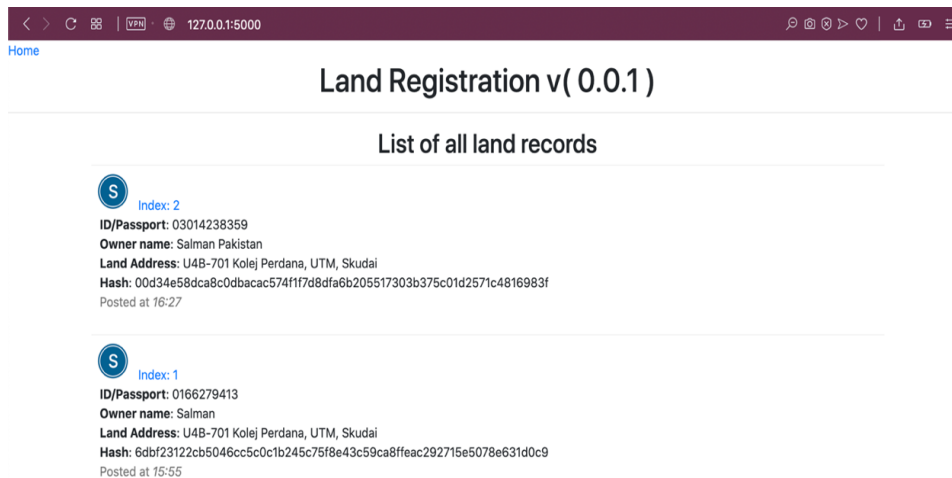 VPN 127.0.0.1:5000
Home
Land Registration v( 0.0.1 )
List of all land records
S
Index: 2
ID/Passport: 03014238359
Owner name: Salman Pakistan
Land Address: U4B-701 Kolej Perdana, UTM, Skudai
Hash: 00d34e58dca8c0dbacac574f1f7d8dfa6b205517303b375c01d2571c4816983f
Posted at 16:27
S
Index: 1
ID/Passport: 0166279413
Owner name: Salman
Land Address: U4B-701 Kolej Perdana, UTM, Skudai
Hash: 6dbf23122cb5046cc5c0c1b245c75f8e43c59ca8ffeac292715e5078e631d0c9
Posted at 15:55